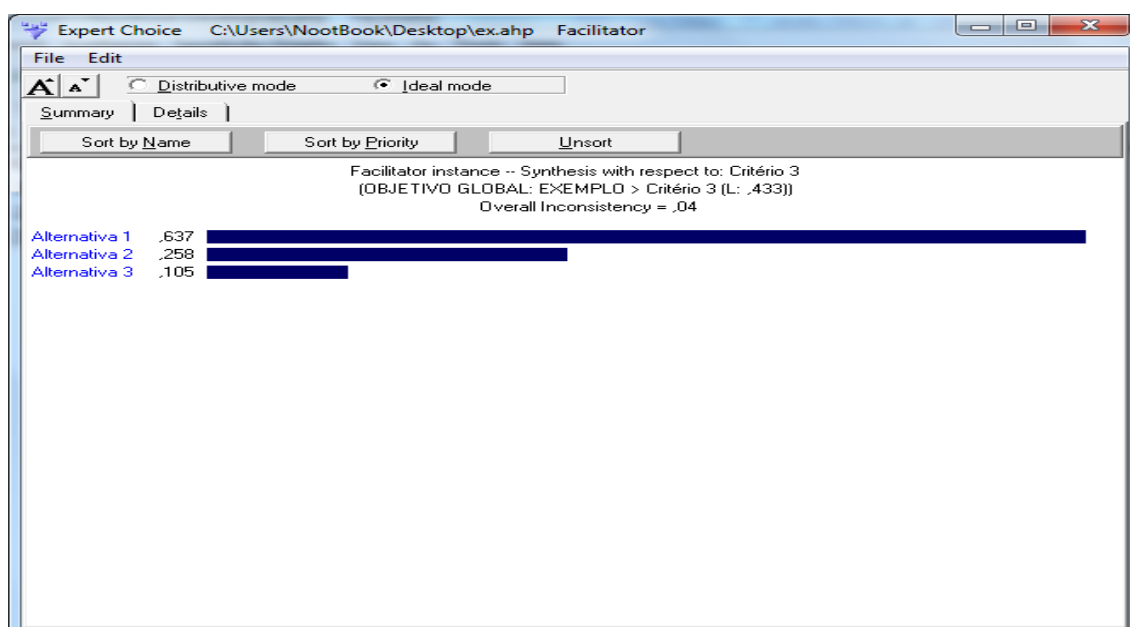 Expert Choice C:\Users\NootBook\Desktop\ex.ahp Facilitator
File Edit
A A Distributive mode Ideal mode
Summary Details
Sort by Name Sort by Priority Unsort
Facilitator instance -- Synthesis with respect to: Critério 3
(OBJETIVO GLOBAL: EXEMPLO > Critério 3 (L: ,433))
Overall Inconsistency = ,04
Alternativa 1 ,637
Alternativa 2 ,258
Alternativa 3 ,105